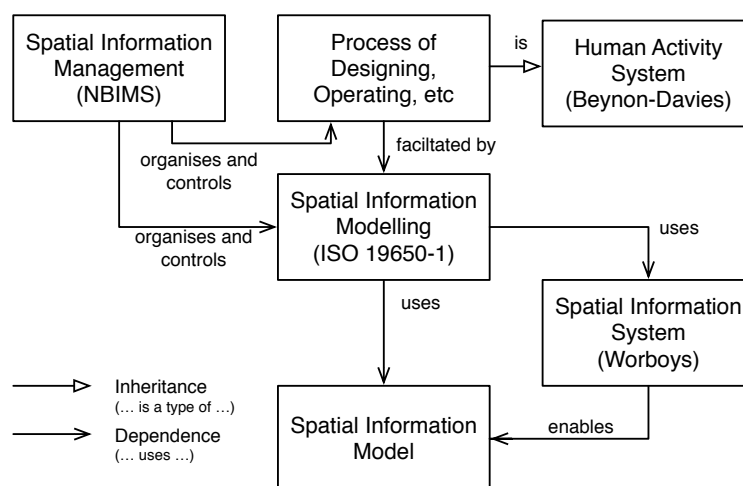 Spatial Information
Management
(NBIMS)
Process of
Designing,
Operating, etc
is
Human Activity
System
(Beynon-Davies)
organises and
controls
faciltated by
Spatial Information
Modelling
(ISO 19650-1)
organises and
controls
uses
uses
Spatial Information
System
(Worboys)
Inheritance
(... is a type of ...)
Dependence
(... uses ...)
Spatial Information
Model
enables